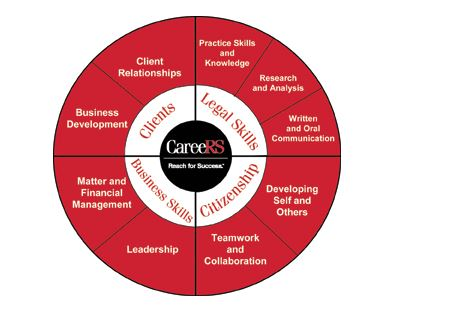 Client
Relationships
Practice Skills
and
Knowledge
Research
and Analysis
Written
and Oral
Communication
Business
Development
Clients
Legal Skills
CareeRS
Reach for Success.
Business Skills
Citizenship
Matter and
Financial
Management
Developing
Self and
Others
Leadership
Teamwork
and
Collaboration